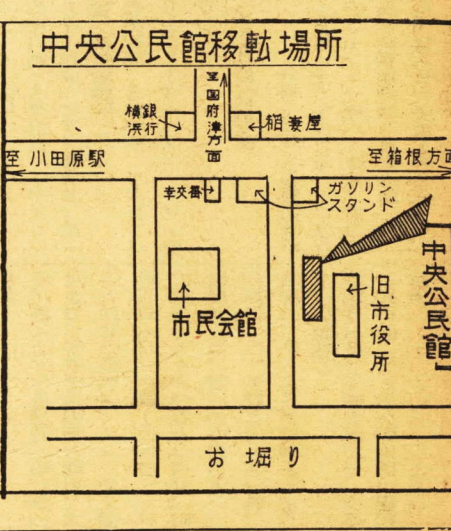 中央公民館移転場所
至国府津方面
横浜銀行
稲妻屋
至小田原駅
至箱根方面
幸交番
ガソリン
スタンド
中央公民館
市民会館
旧市役所
お堀り